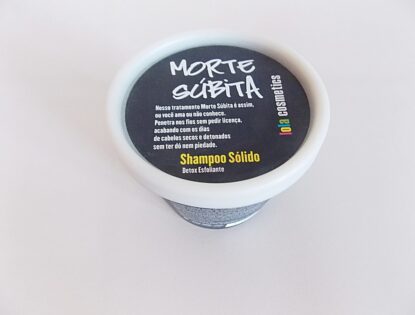 MORTE
SÚBITA
Nosso tratamento Morte Súbita é assim,
ou você ama ou não conhece.
Penetra nos fios sem pedir licença,
acabando com os dias
de cabelos secos e detonados
sem ter dó nem piedade.
Shampoo Sólido
Detox Esfoliante
lola cosmetics